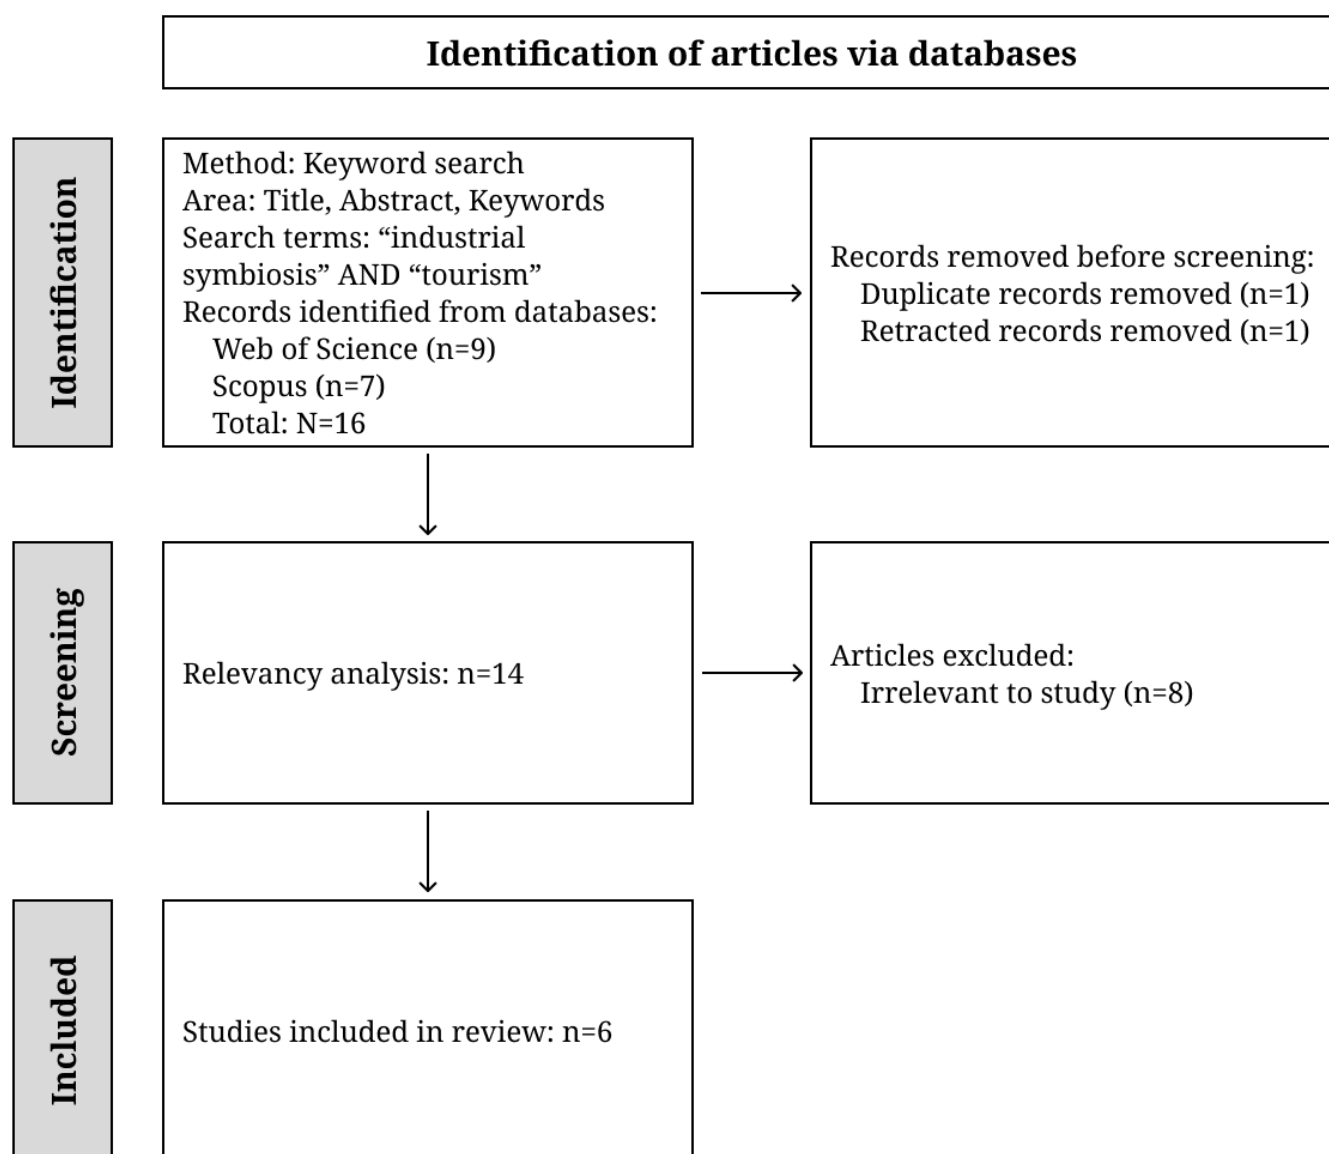 Identification of articles via databases
Identification
Method: Keyword search
Area: Title, Abstract, Keywords
Search terms: “industrial
symbiosis” AND “tourism”
Records identified from databases:
Web of Science (n=9)
Scopus (n=7)
Total: N=16
Records removed before screening:
Duplicate records removed (n=1)
Retracted records removed (n=1)
Screening
Relevancy analysis: n=14
Articles excluded:
Irrelevant to study (n=8)
Included
Studies included in review: n=6